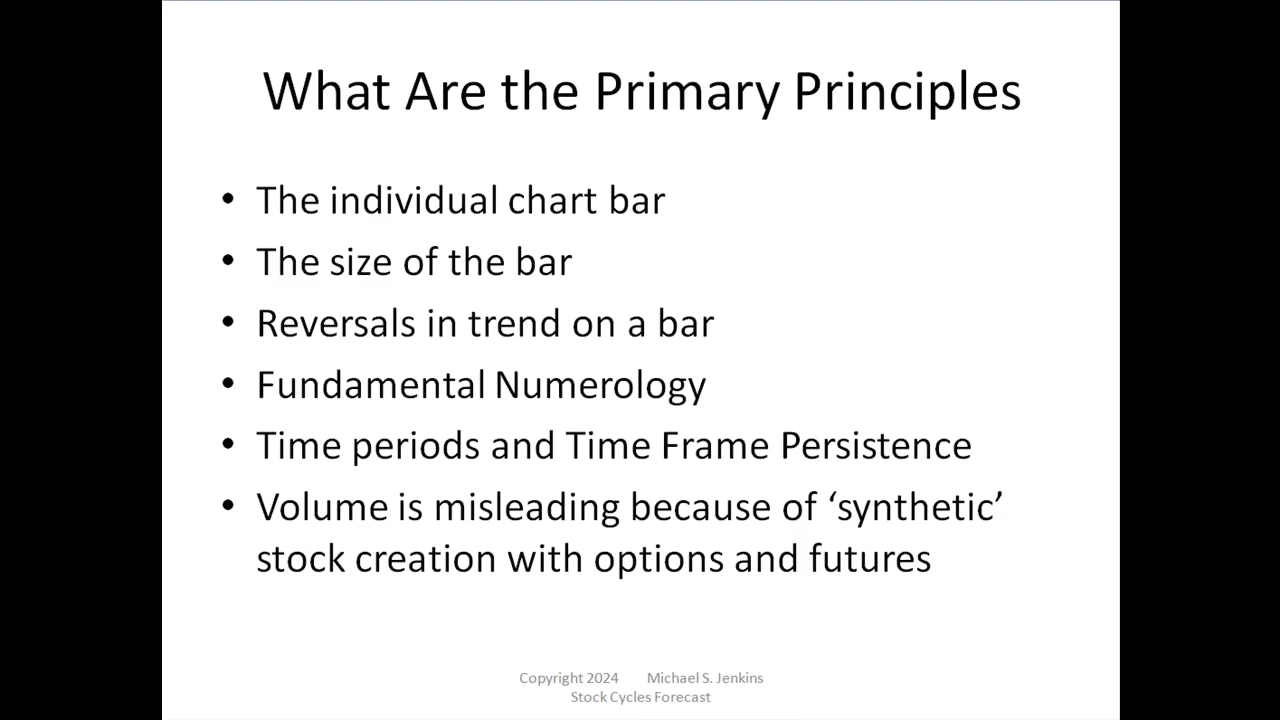 What Are the Primary Principles
• The individual chart bar
• The size of the bar
• Reversals in trend on a bar
• Fundamental Numerology
• Time periods and Time Frame Persistence
• Volume is misleading because of ‘synthetic’
stock creation with options and futures
Copyright 2024 Michael S. Jenkins
Stock Cycles Forecast